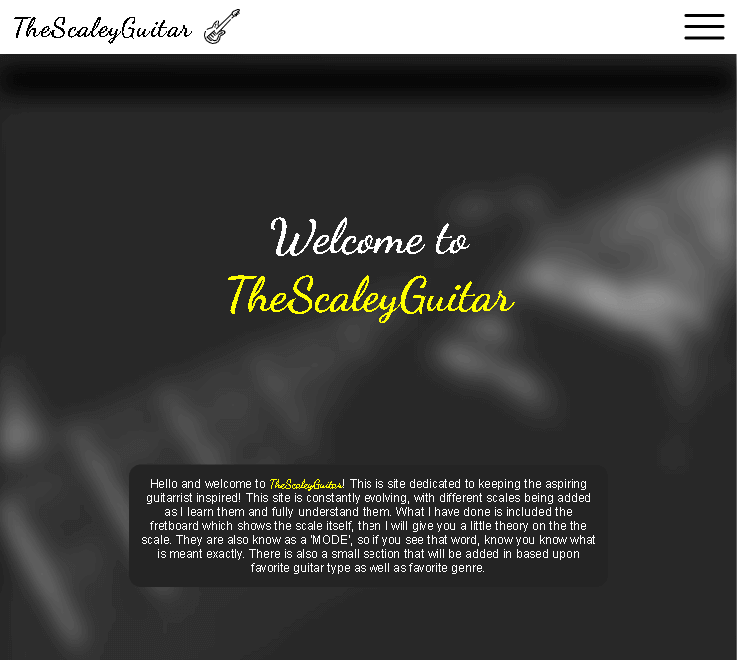 TheScaleyGuitar
Welcome to
TheScaleyGuitar
Hello and welcome to TheScaleyGuitar! This is site dedicated to keeping the aspiring
guitarrist inspired! This site is constantly evolving, with different scales being added
as I learn them and fully understand them. What I have done is included the
fretboard which shows the scale itself, then I will give you a little theory on the the
scale. They are also know as a 'MODE', so if you see that word, know you know what
is meant exactly. There is also a small section that will be added in based upon
favorite guitar type as well as favorite genre.